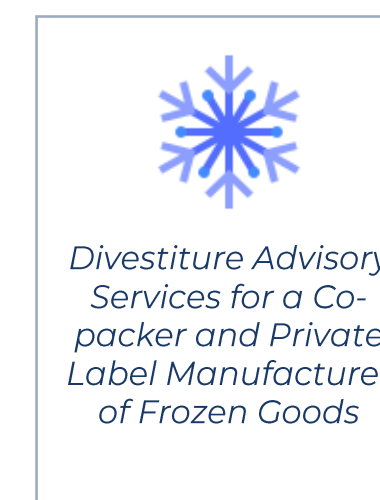 Divestiture Advisory
Services for a Co-
packer and Private
Label Manufacture
of Frozen Goods